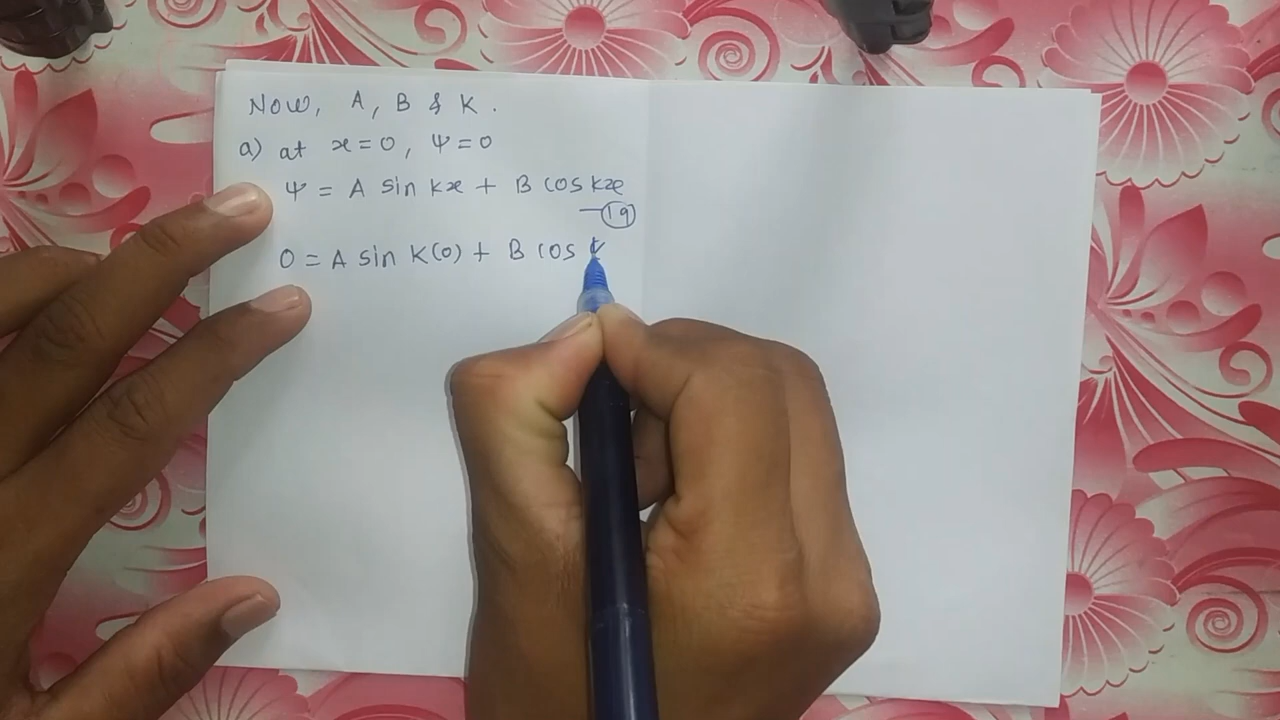 Now, A, B & K.
a) at x=0, Ψ=0
Ψ = A sin Kx + B cos Kx
—(19)
0 = A sin K(0) + B cos